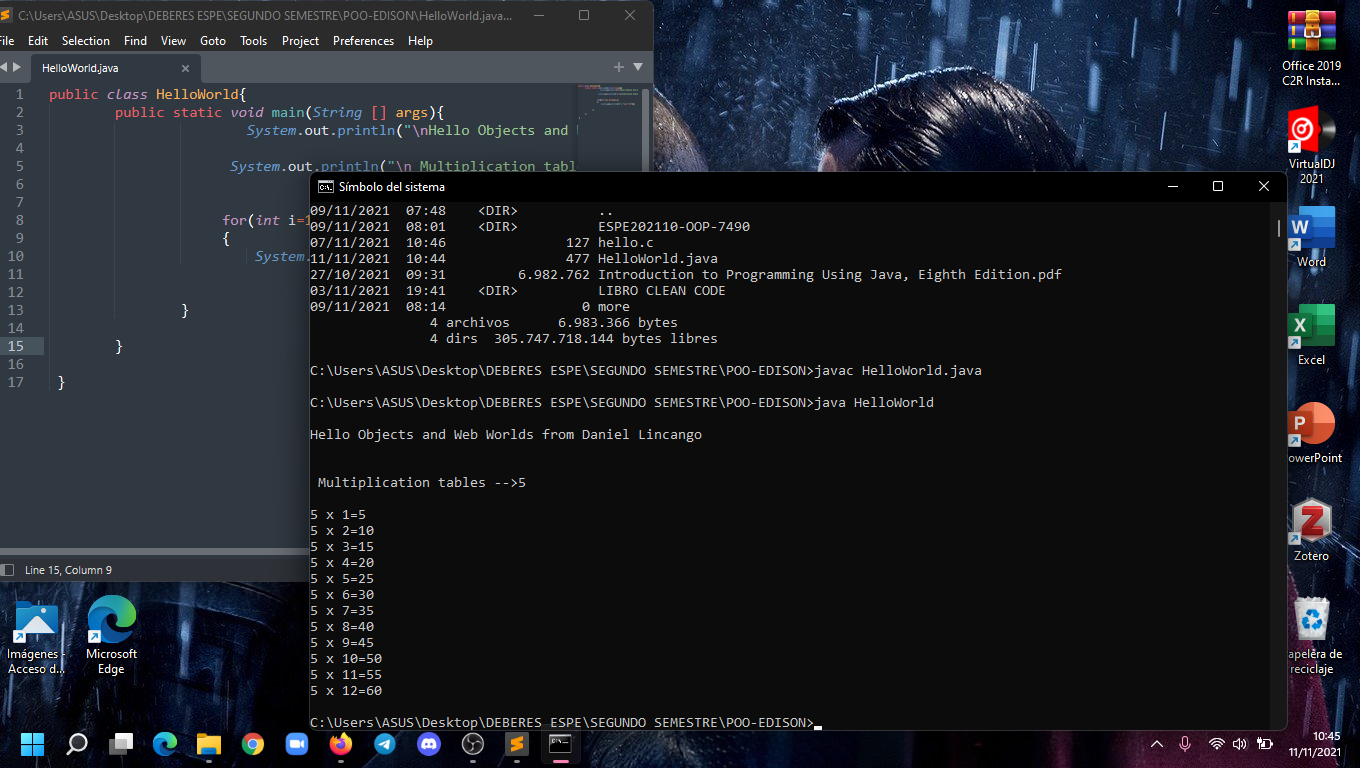 C:\Users\ASUS\Desktop\DEBERES ESPE\SEGUNDO SEMESTRE\POO-EDISON\HelloWorld.java...
File Edit Selection Find View Goto Tools Project Preferences Help
HelloWorld.java
1 public class HelloWorld{
2 public static void main(String [] args){
3 System.out.println("\nHello Objects and
4
5 System.out.println("\n Multiplication tabl
6
7
8 for(int i=1
9 {
10 System.
11
12
13 }
14
15 }
16
17 }
Line 15, Column 9
Símbolo del sistema
09/11/2021 07:48 <DIR> ..
09/11/2021 08:01 <DIR> ESPE202110-OOP-7490
07/11/2021 10:46 127 hello.c
11/11/2021 10:44 477 HelloWorld.java
27/10/2021 09:31 6.982.762 Introduction to Programming Using Java, Eighth Edition.pdf
03/11/2021 19:41 <DIR> LIBRO CLEAN CODE
09/11/2021 08:14 0 more
4 archivos 6.983.366 bytes
4 dirs 305.747.718.144 bytes libres
C:\Users\ASUS\Desktop\DEBERES ESPE\SEGUNDO SEMESTRE\POO-EDISON>javac HelloWorld.java
C:\Users\ASUS\Desktop\DEBERES ESPE\SEGUNDO SEMESTRE\POO-EDISON>java HelloWorld
Hello Objects and Web Worlds from Daniel Lincango
Multiplication tables -->5
5 x 1=5
5 x 2=10
5 x 3=15
5 x 4=20
5 x 5=25
5 x 6=30
5 x 7=35
5 x 8=40
5 x 9=45
5 x 10=50
5 x 11=55
5 x 12=60
C:\Users\ASUS\Desktop\DEBERES ESPE\SEGUNDO SEMESTRE\POO-EDISON>
Office 2019
C2R Insta...
VirtualDJ
2021
Word
Excel
PowerPoint
Zotero
Papelera de
reciclaje
Imágenes -
Acceso d...
Microsoft
Edge
10:45
11/11/2021